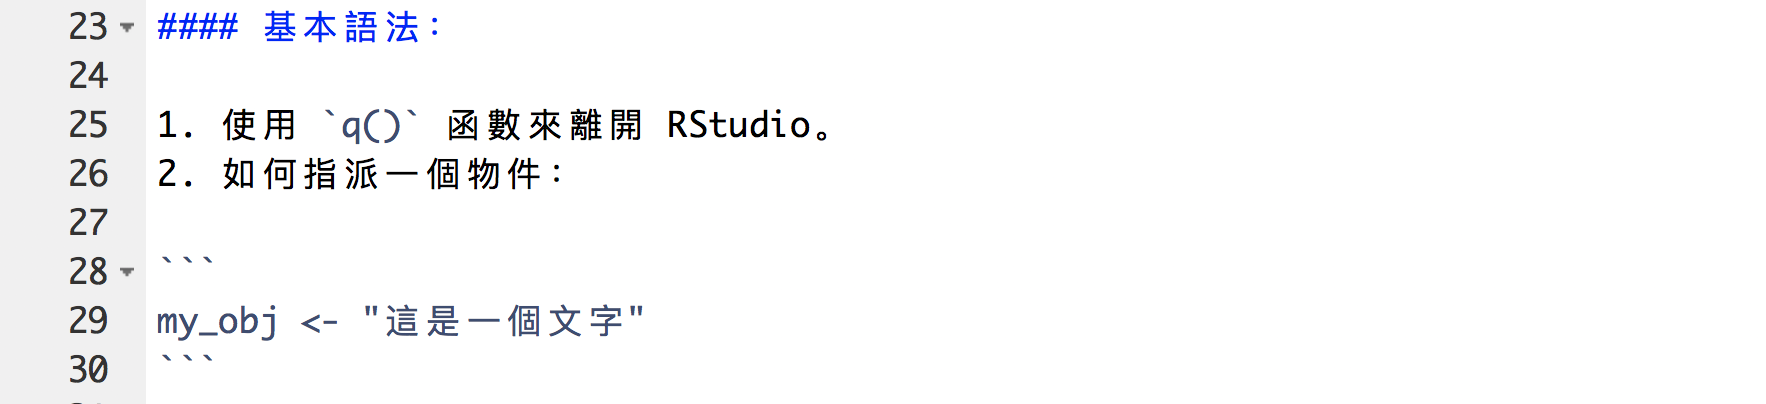 23 #### 基本語法：
24
25 1. 使用 `q()` 函數來離開 RStudio。
26 2. 如何指派一個物件：
27
28 ```
29 my_obj <- "這是一個文字"
30 ```